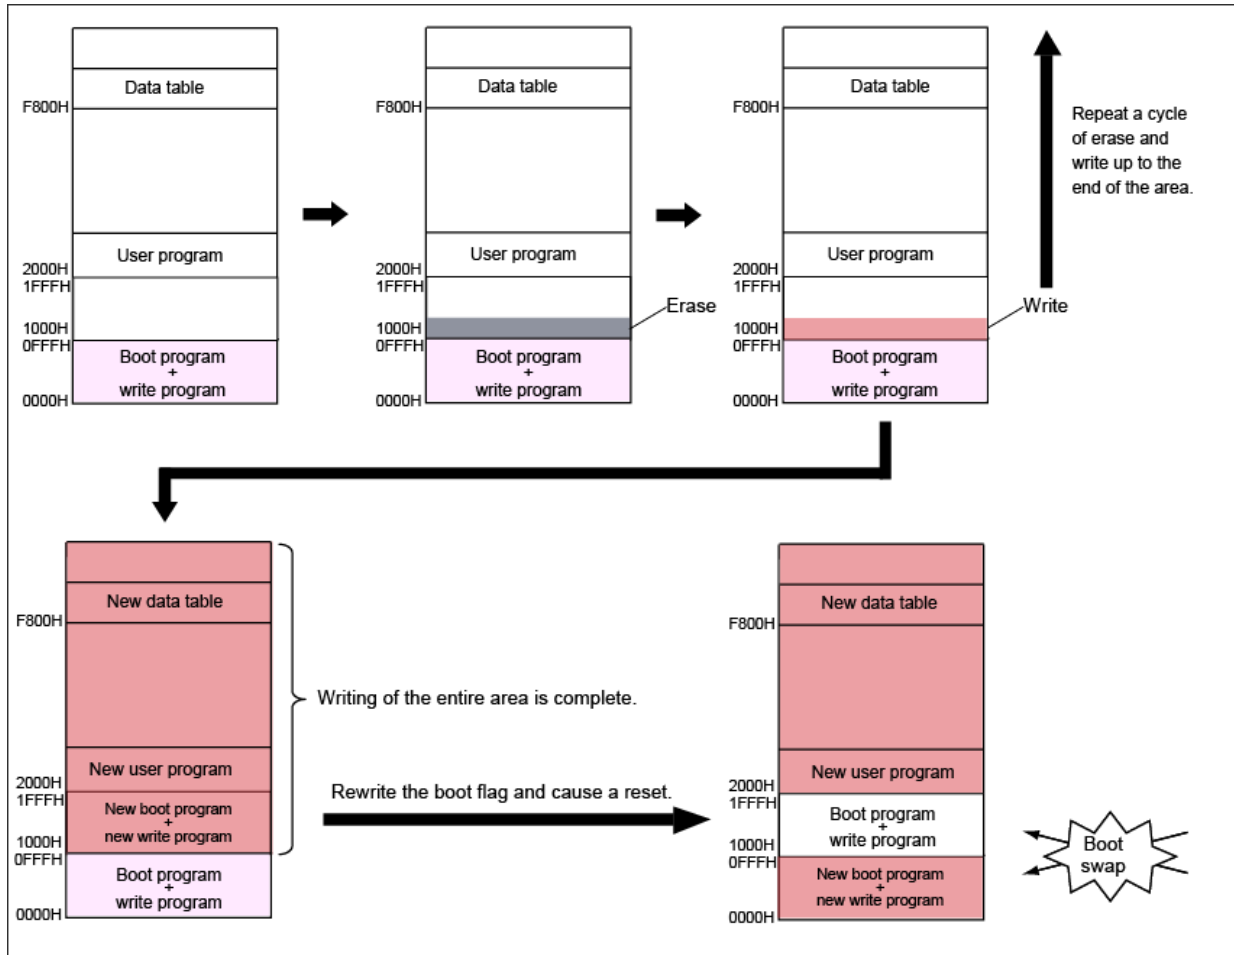 Data table
F800H
User program
2000H
1FFFH
1000H
0FFFH
Boot program
+
write program
0000H
Data table
F800H
User program
2000H
1FFFH
Erase
1000H
0FFFH
Boot program
+
write program
0000H
Data table
F800H
User program
2000H
1FFFH
Write
1000H
0FFFH
Boot program
+
write program
0000H
Repeat a cycle
of erase and
write up to the
end of the area.
New data table
F800H
Writing of the entire area is complete.
New user program
2000H
1FFFH
New boot program
+
new write program
1000H
0FFFH
Boot program
+
write program
0000H
Rewrite the boot flag and cause a reset.
New data table
F800H
New user program
2000H
1FFFH
Boot program
+
write program
1000H
0FFFH
New boot program
+
new write program
0000H
Boot
swap